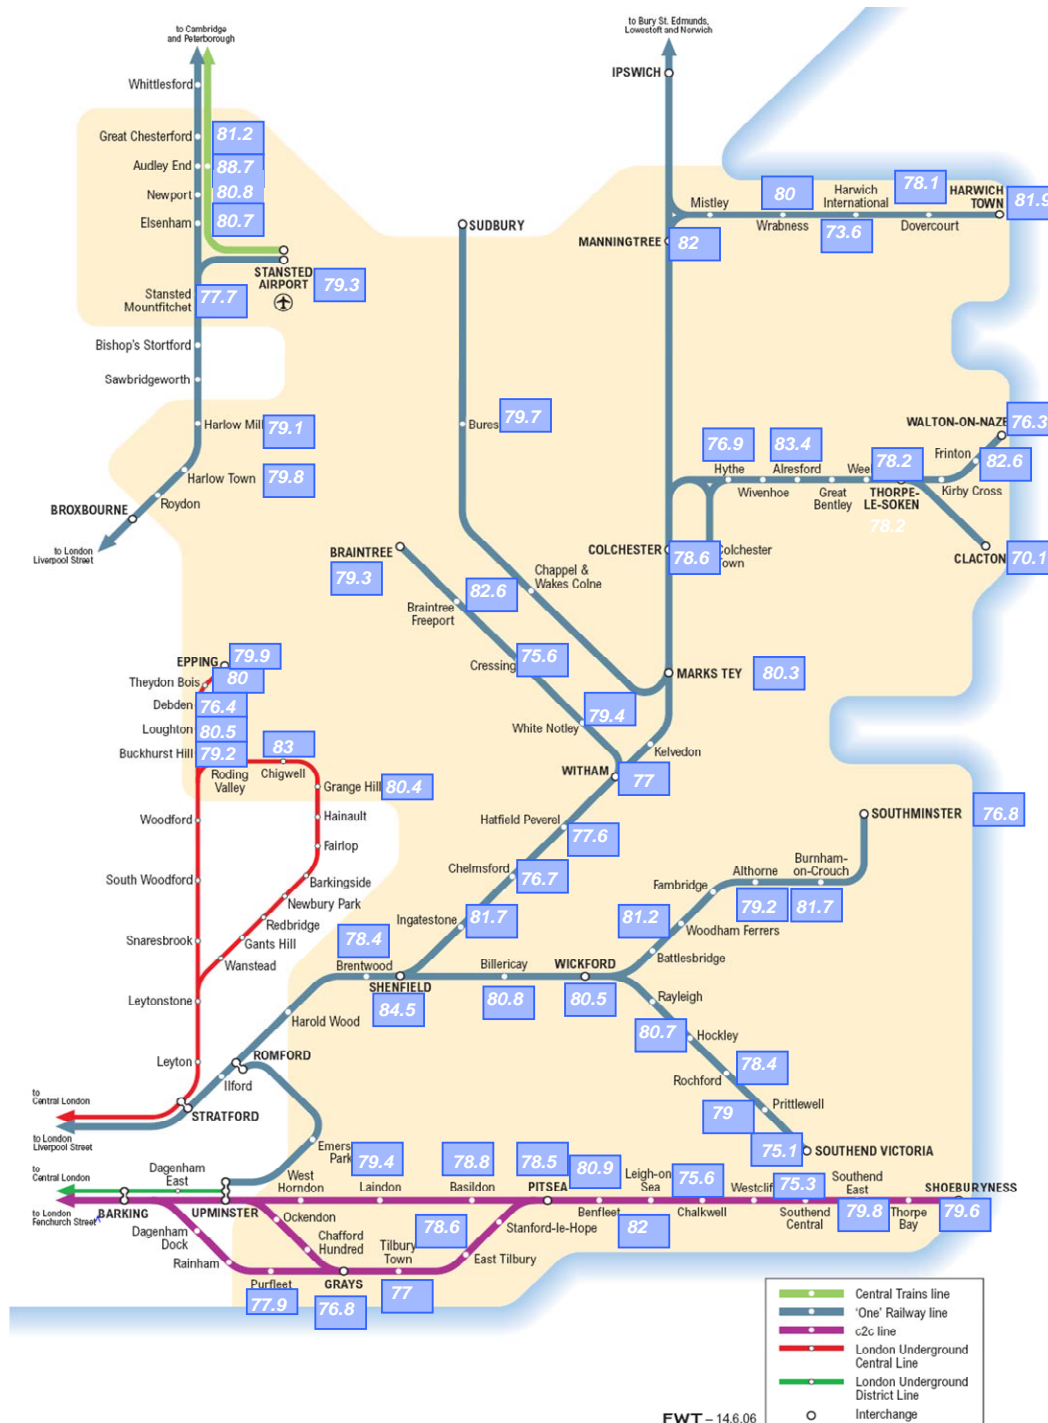 to Cambridge
and Peterborough
Whittlesford
Great Chesterford
81.2
Audley End
88.7
Newport
80.8
Elsenham
80.7
STANSTED
AIRPORT
79.3
Stansted
Mountfitchet
77.7
Bishop's Stortford
Sawbridgeworth
Harlow Mill
79.1
Harlow Town
79.8
Roydon
BROXBOURNE
to London
Liverpool Street
to Bury St. Edmunds,
Lowestoft and Norwich
IPSWICH
Mistley
80
Wrabness
Harwich
International
73.6
78.1
Dovercourt
HARWICH
TOWN
81.9
MANNINGTREE
82
SUDBURY
Bures
79.7
Chappel &
Wakes Colne
WALTON-ON-NAZE
76.3
Frinton
82.6
Kirby Cross
76.9
Hythe
Wivenhoe
83.4
Alresford
Great
Bentley
Wee
78.2
THORPE-
LE-SOKEN
78.2
CLACTON
70.1
COLCHESTER
78.6
Colchester
Town
BRAINTREE
79.3
82.6
Braintree
Freeport
Cressing
75.6
79.4
White Notley
MARKS TEY
80.3
Kelvedon
WITHAM
77
Hatfield Peverel
77.6
Chelmsford
76.7
Ingatestone
81.7
EPPING
79.9
Theydon Bois
80
Debden
76.4
Loughton
80.5
Buckhurst Hill
79.2
Roding
Valley
83
Chigwell
Grange Hill
80.4
Hainault
Fairlop
Barkingside
Newbury Park
Redbridge
Gants Hill
Wanstead
Woodford
South Woodford
Snaresbrook
Leytonstone
Leyton
SOUTHMINSTER
76.8
Burnham-
on-Crouch
81.7
Althorne
79.2
Fambridge
81.2
Woodham Ferrers
Battlesbridge
78.4
Brentwood
SHENFIELD
84.5
Billericay
80.8
WICKFORD
80.5
Rayleigh
80.7
Hockley
78.4
Rochford
79
Prittlewell
75.1
SOUTHEND VICTORIA
Harold Wood
ROMFORD
Ilford
STRATFORD
to
Central London
to London
Liverpool Street
Emers
Park
to
Central London
to London
Fenchurch Street
BARKING
Dagenham
East
UPMINSTER
West
Horndon
79.4
Laindon
78.8
Basildon
78.5
PITSEA
80.9
Benfleet
Leigh-on
Sea
82
75.6
Chalkwell
Westclif
75.3
Southend
Central
Southend
East
79.8
Thorpe
Bay
SHOEBURYNESS
79.6
Dagenham
Dock
Rainham
Purfleet
77.9
Ockendon
Chafford
Hundred
GRAYS
76.8
Tilbury
Town
77
78.6
East Tilbury
Stanford-le-Hope
Central Trains line
'One' Railway line
c2c line
London Underground
Central Line
London Underground
District Line
Interchange
EWT – 14.6.06